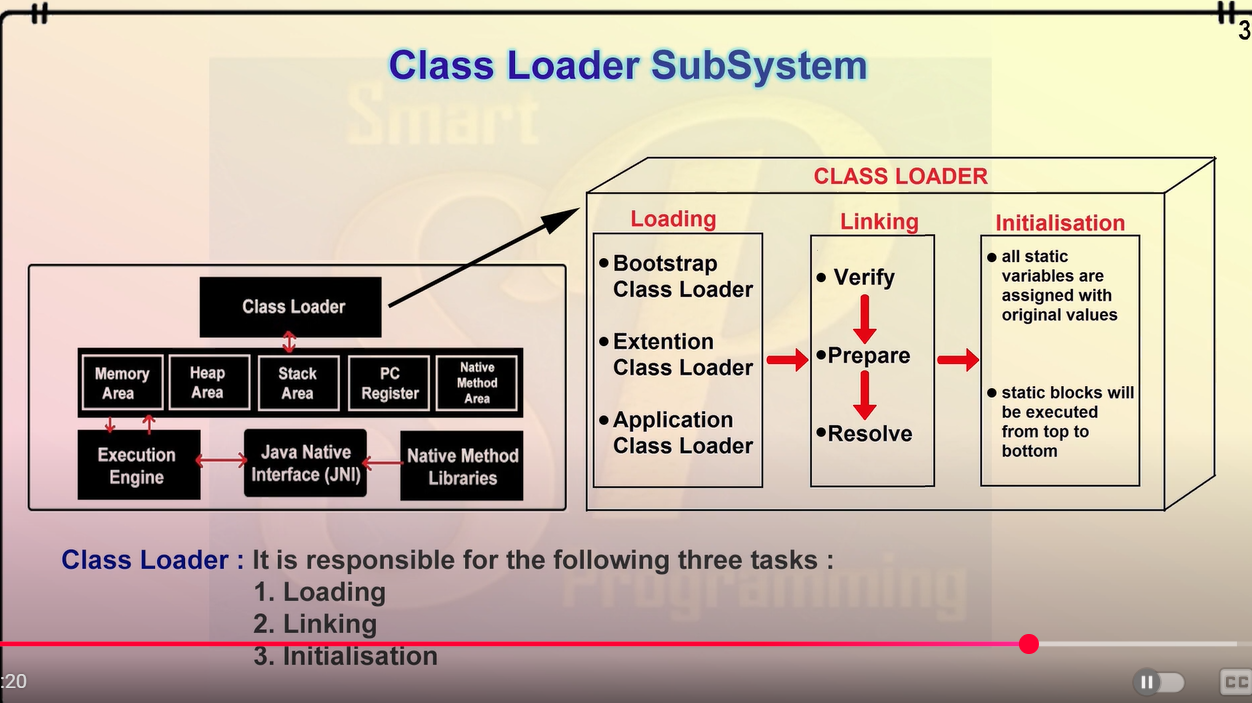 3
Class Loader SubSystem
Smart
CLASS LOADER
Loading
Linking
Initialisation
• Bootstrap
Class Loader
• Extention
Class Loader
• Application
Class Loader
• Verify
• Prepare
• Resolve
• all static
variables are
assigned with
original values
• static blocks will
be executed
from top to
bottom
Class Loader
Memory
Area
Heap
Area
Stack
Area
PC
Register
Native
Method
Area
Execution
Engine
Java Native
Interface (JNI)
Native Method
Libraries
Class Loader : It is responsible for the following three tasks :
1. Loading
2. Linking
3. Initialisation
Programming
:20
CC